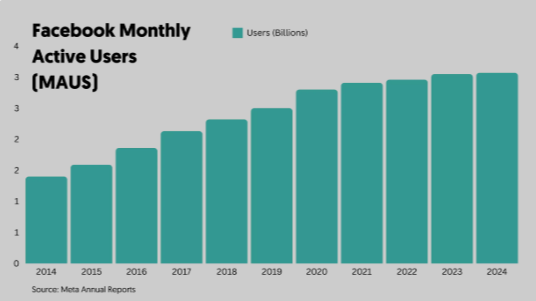 Facebook Monthly
Active Users
(MAUS)
Users (Billions)
4
3
3
2
2
1
1
0
2014 2015 2016 2017 2018 2019 2020 2021 2022 2023 2024
Source: Meta Annual Reports